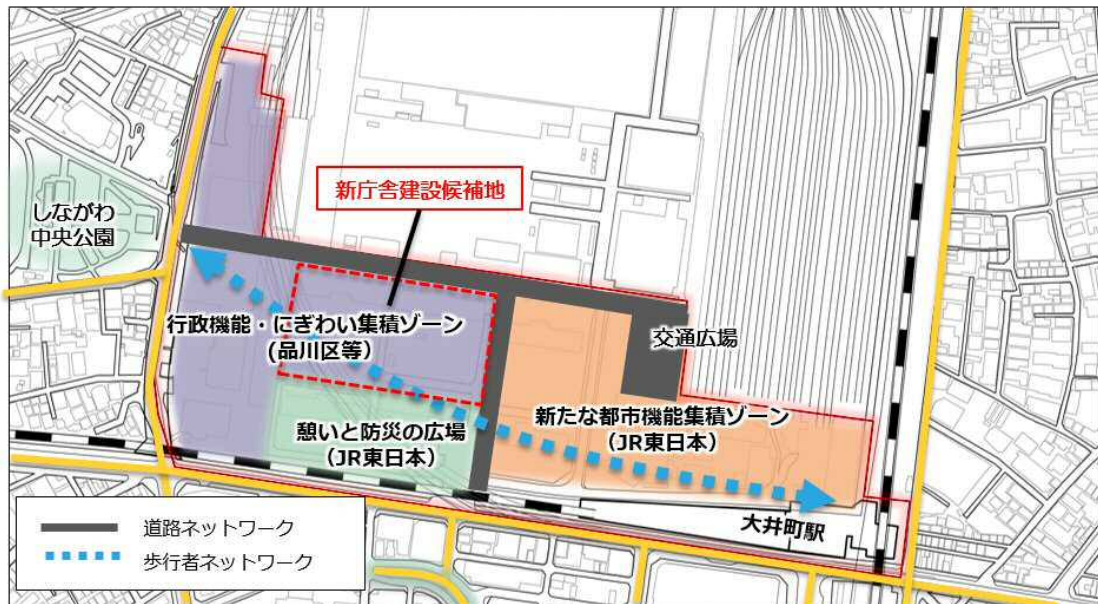 新庁舎建設候補地
しながわ
中央公園
行政機能・にぎわい集積ゾーン
(品川区等)
交通広場
憩いと防災の広場
(JR東日本)
新たな都市機能集積ゾーン
(JR東日本)
大井町駅
道路ネットワーク
歩行者ネットワーク